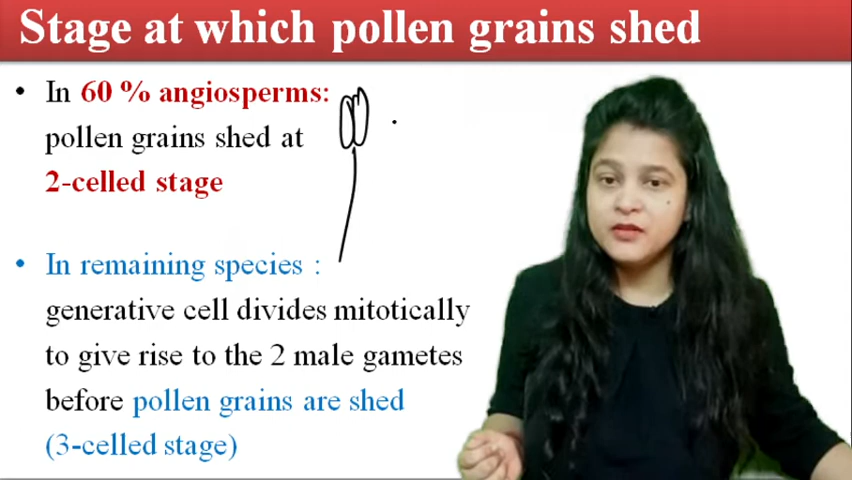 Stage at which pollen grains shed
• In 60 % angiosperms:
pollen grains shed at
2-celled stage
• In remaining species :
generative cell divides mitotically
to give rise to the 2 male gametes
before pollen grains are shed
(3-celled stage)